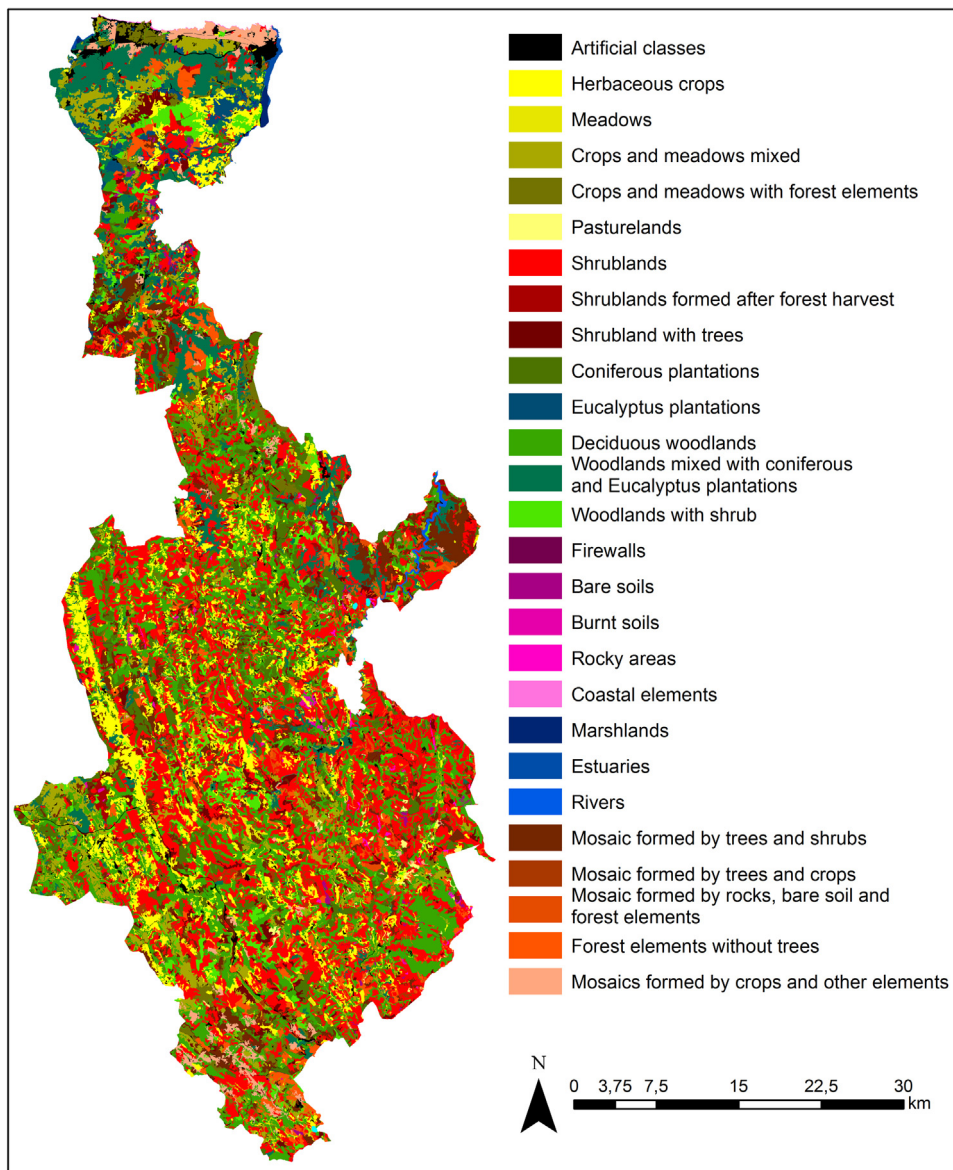 Artificial classes
Herbaceous crops
Meadows
Crops and meadows mixed
Crops and meadows with forest elements
Pasturelands
Shrublands
Shrublands formed after forest harvest
Shrubland with trees
Coniferous plantations
Eucalyptus plantations
Deciduous woodlands
Woodlands mixed with coniferous
and Eucalyptus plantations
Woodlands with shrub
Firewalls
Bare soils
Burnt soils
Rocky areas
Coastal elements
Marshlands
Estuaries
Rivers
Mosaic formed by trees and shrubs
Mosaic formed by trees and crops
Mosaic formed by rocks, bare soil and
forest elements
Forest elements without trees
Mosaics formed by crops and other elements
N
0 3,75 7,5 15 22,5 30
km